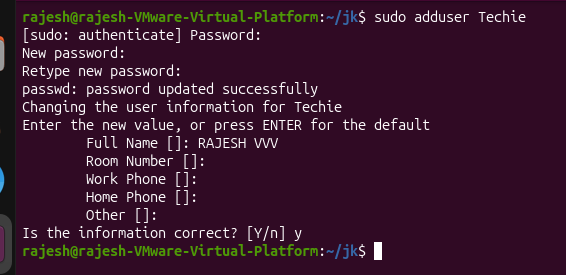 rajesh@rajesh-VMware-Virtual-Platform:~/jk$ sudo adduser Techie
[sudo: authenticate] Password:
New password:
Retype new password:
passwd: password updated successfully
Changing the user information for Techie
Enter the new value, or press ENTER for the default
        Full Name []: RAJESH VVV
        Room Number []:
        Work Phone []:
        Home Phone []:
        Other []:
Is the information correct? [Y/n] y
rajesh@rajesh-VMware-Virtual-Platform:~/jk$